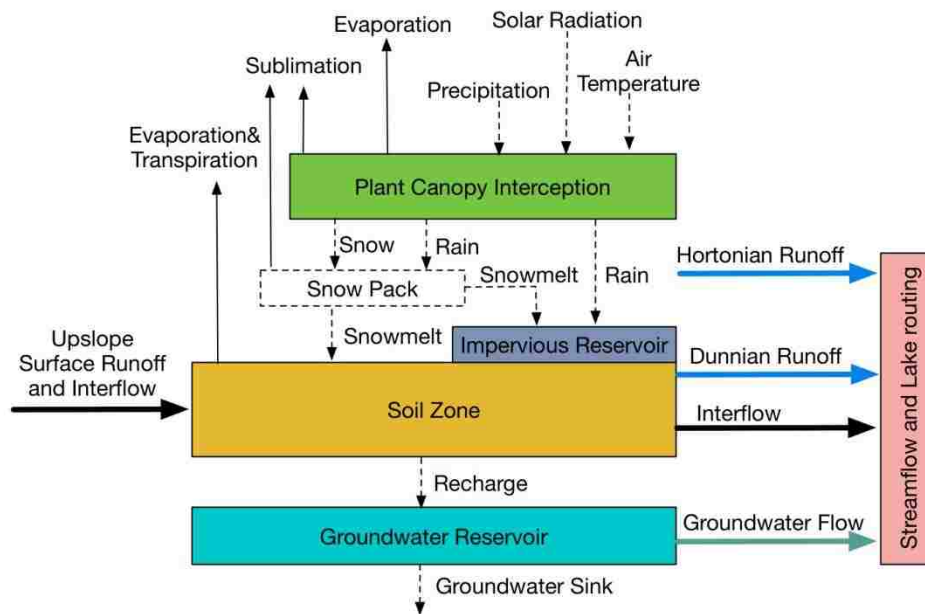 Solar Radiation
Evaporation
Air
Temperature
Sublimation
Precipitation
Evaporation&
Transpiration
Plant Canopy Interception
Snow
Rain
Hortonian Runoff
Snowmelt
Rain
Snow Pack
Snowmelt
Impervious Reservoir
Upslope
Surface Runoff
and Interflow
Dunnian Runoff
Soil Zone
Interflow
Streamflow and Lake routing
Recharge
Groundwater Reservoir
Groundwater Flow
Groundwater Sink